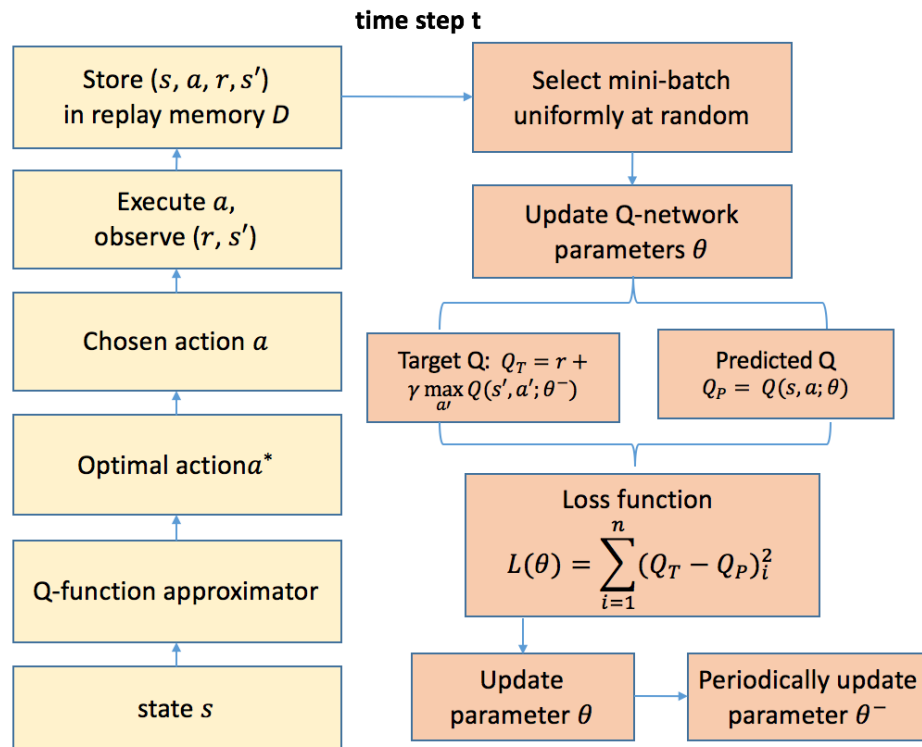 time step t
Store (s, a, r, s′)
in replay memory D
Execute a,
observe (r, s′)
Chosen action a
Optimal actiona*
Q-function approximator
state s
Select mini-batch
uniformly at random
Update Q-network
parameters θ
Target Q: Q_T = r +
γ max_{a′} Q(s′, a′; θ⁻)
Predicted Q
Q_P = Q(s, a; θ)
Loss function
L(θ) = ∑_{i=1}^{n} (Q_T − Q_P)_i^2
Update
parameter θ
Periodically update
parameter θ⁻